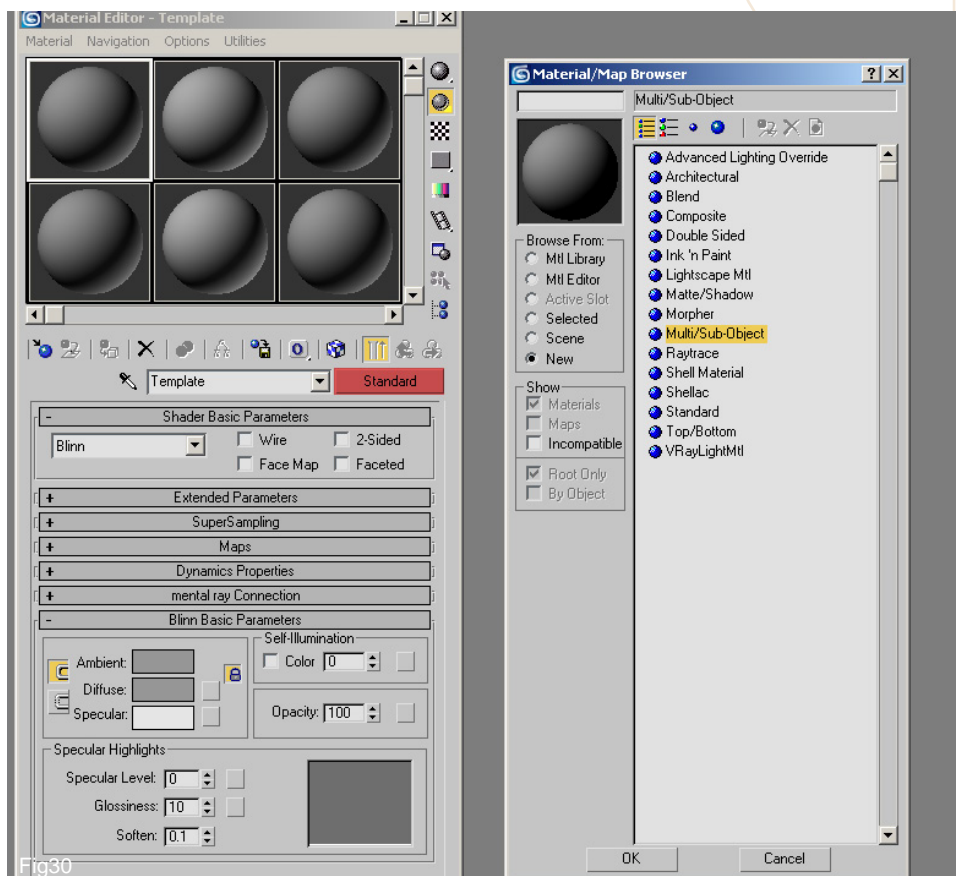 Material Editor - Template
Material Navigation Options Utilities
Template
Standard
Shader Basic Parameters
Blinn
Wire
2-Sided
Face Map
Faceted
Extended Parameters
SuperSampling
Maps
Dynamics Properties
mental ray Connection
Blinn Basic Parameters
Self-Illumination
Ambient:
Color 0
Diffuse:
Specular:
Opacity: 100
Specular Highlights
Specular Level: 0
Glossiness: 10
Soften: 0.1
Fig30
Material/Map Browser
Multi/Sub-Object
Browse From:
Mtl Library
Mtl Editor
Active Slot
Selected
Scene
New
Show
Materials
Maps
Incompatible
Root Only
By Object
Advanced Lighting Override
Architectural
Blend
Composite
Double Sided
Ink 'n Paint
Lightscape Mtl
Matte/Shadow
Morpher
Multi/Sub-Object
Raytrace
Shell Material
Shellac
Standard
Top/Bottom
VRayLightMtl
OK
Cancel